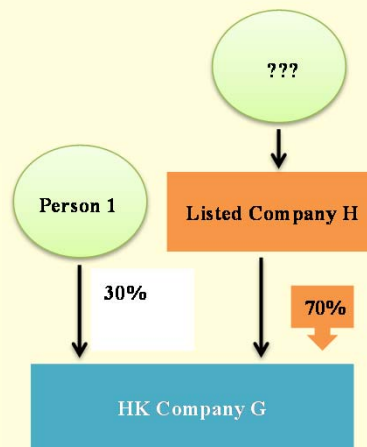 ???
Person 1
Listed Company H
30%
70%
HK Company G